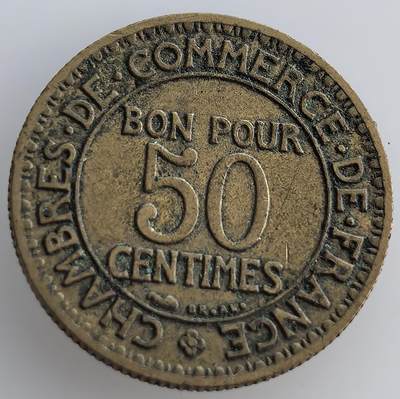 CHAMBRES·DE·COMMERCE·DE·FRANCE
BON POUR
50
CENTIMES